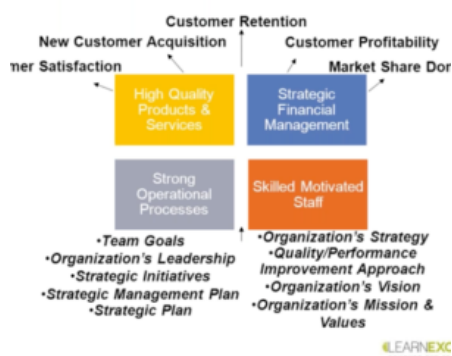 Customer Retention
New Customer Acquisition
Customer Profitability
mer Satisfaction
Market Share Don
High Quality
Products &
Services
Strategic
Financial
Management
Strong
Operational
Processes
Skilled Motivated
Staff
•Team Goals
•Organization's Leadership
•Strategic Initiatives
•Strategic Management Plan
•Strategic Plan
•Organization's Strategy
•Quality/Performance
Improvement Approach
•Organization's Vision
•Organization's Mission &
Values
LEARNEXC